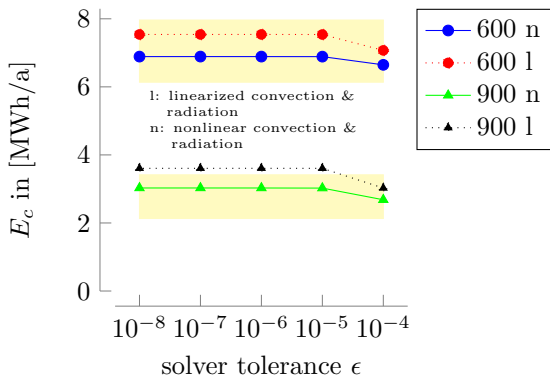 8
6
4
2
0
E_c in [MWh/a]
l: linearized convection &
radiation
n: nonlinear convection &
radiation
10^−8 10^−7 10^−6 10^−5 10^−4
solver tolerance ϵ
600 n
600 l
900 n
900 l